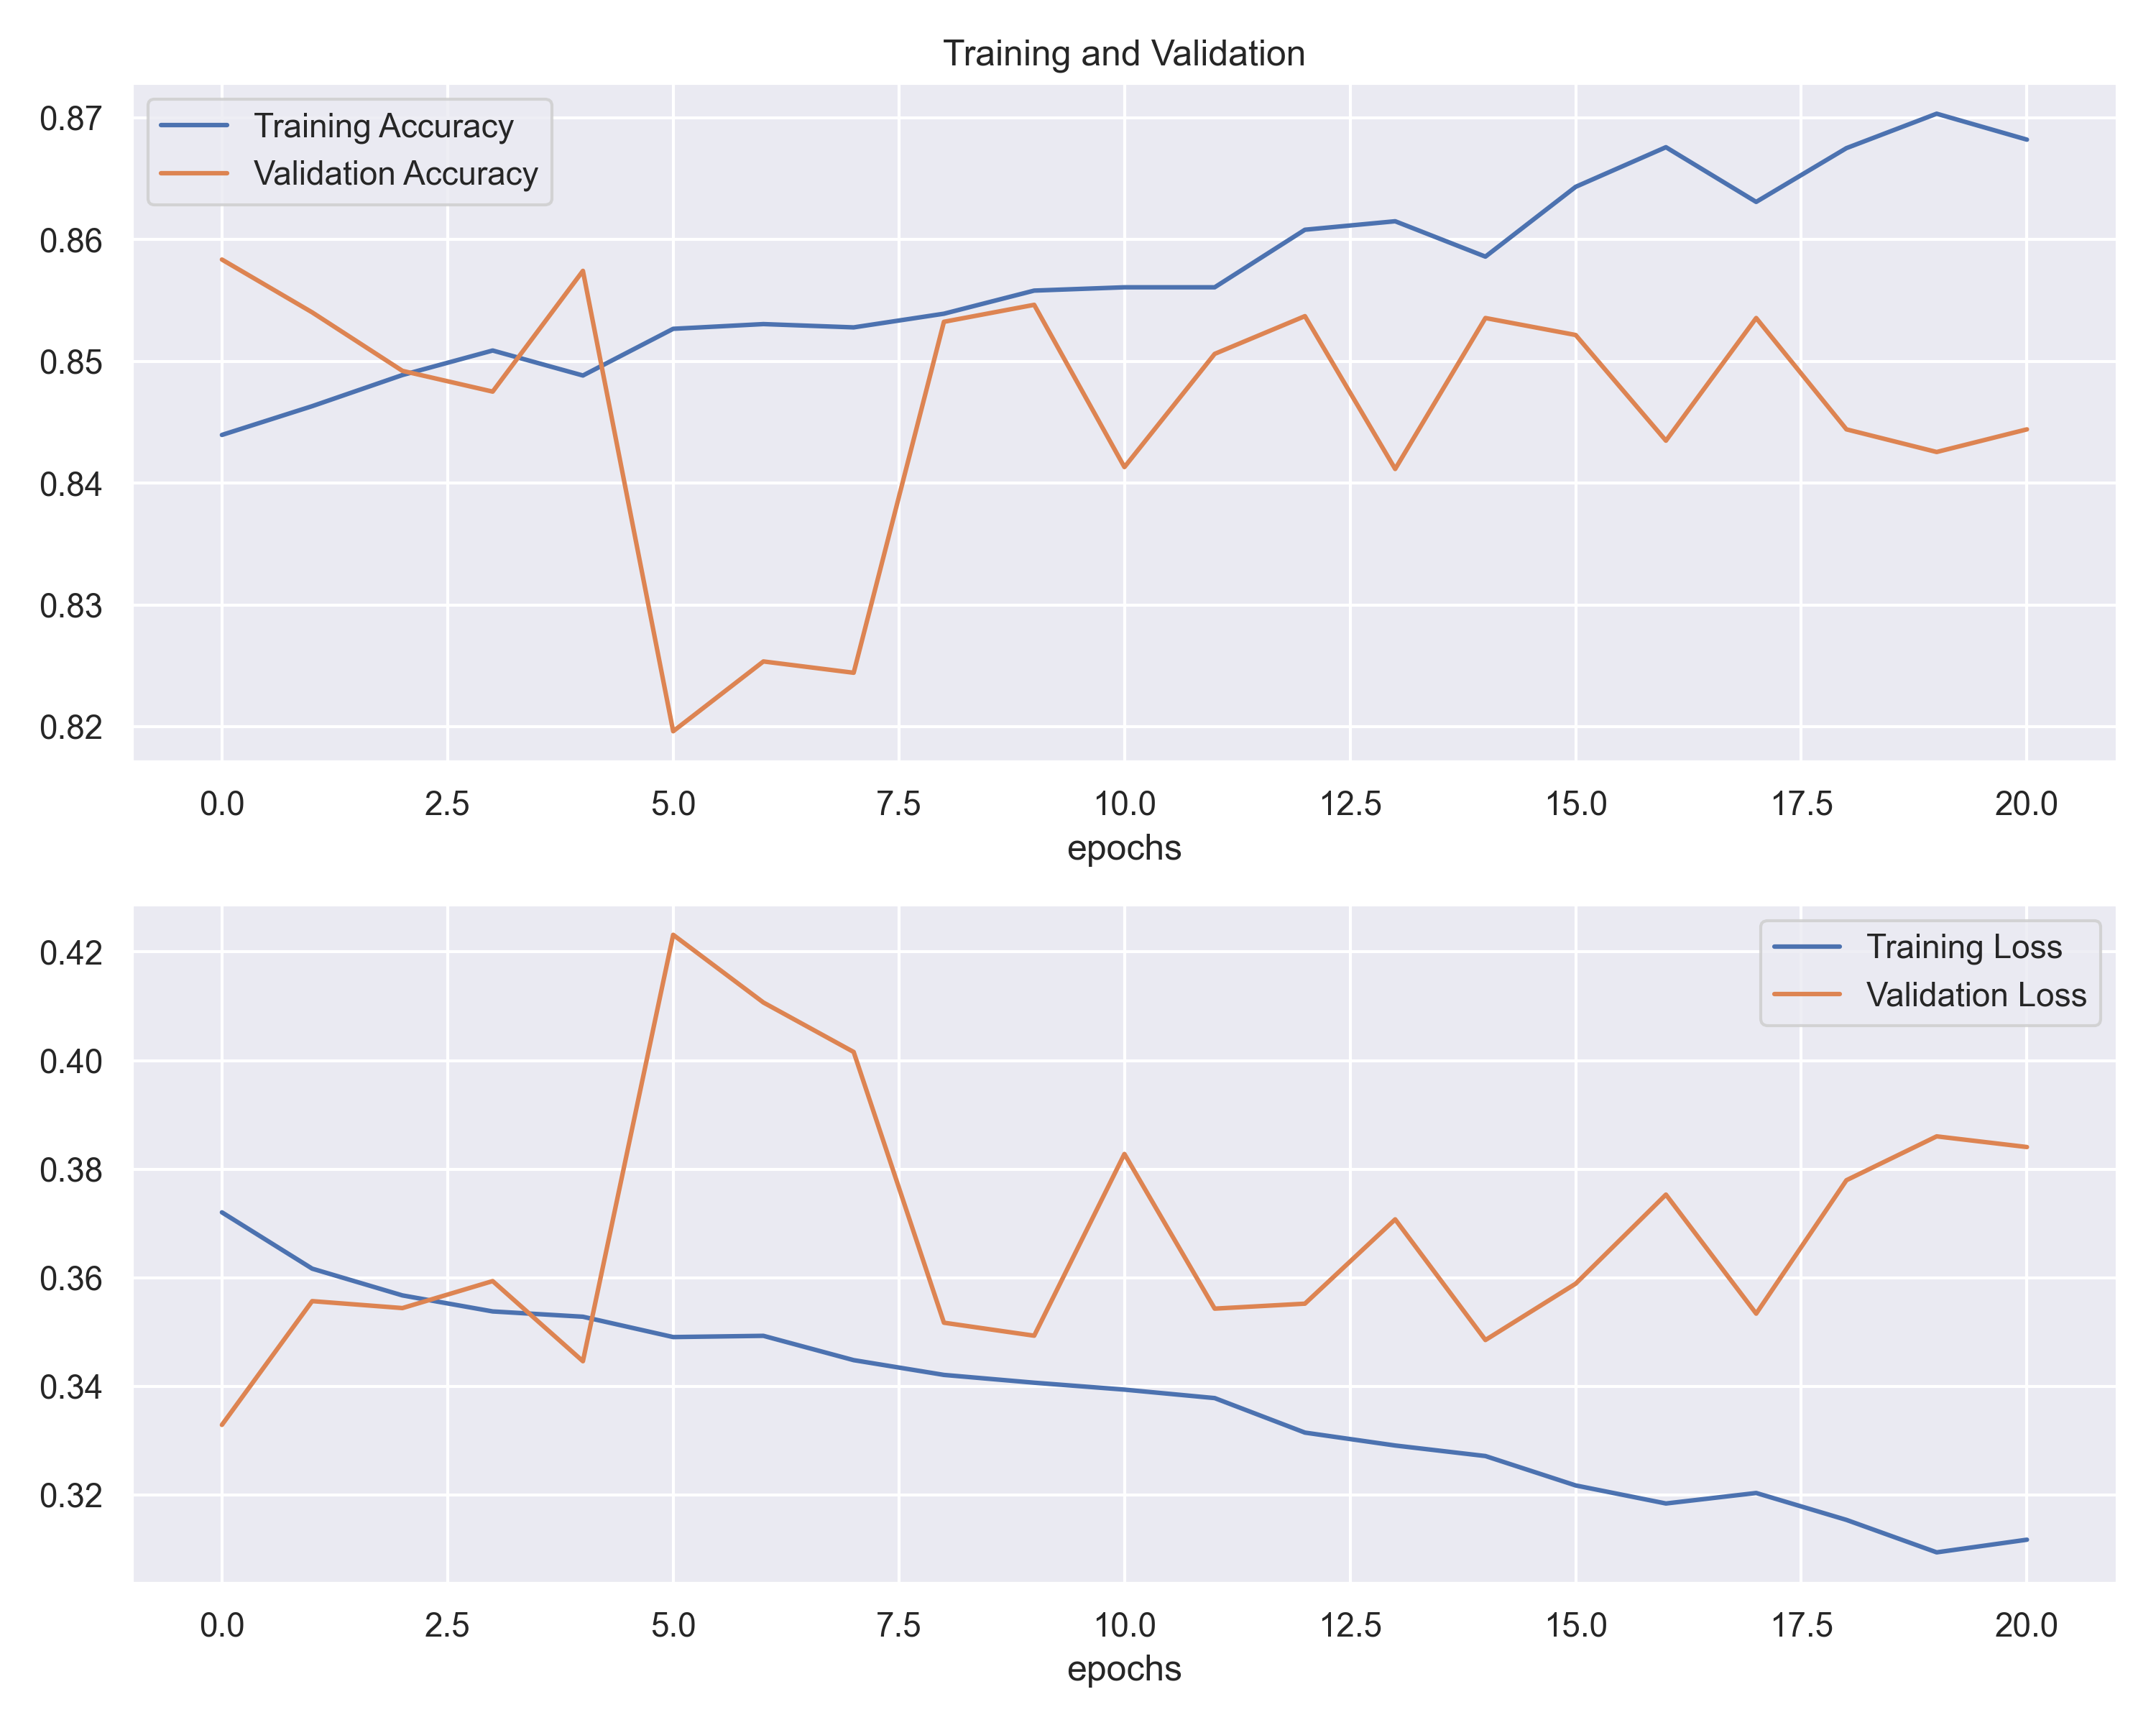 Training and Validation
Training Accuracy
Validation Accuracy
0.87
0.86
0.85
0.84
0.83
0.82
0.0 2.5 5.0 7.5 10.0 12.5 15.0 17.5 20.0
epochs
Training Loss
Validation Loss
0.42
0.40
0.38
0.36
0.34
0.32
0.0 2.5 5.0 7.5 10.0 12.5 15.0 17.5 20.0
epochs